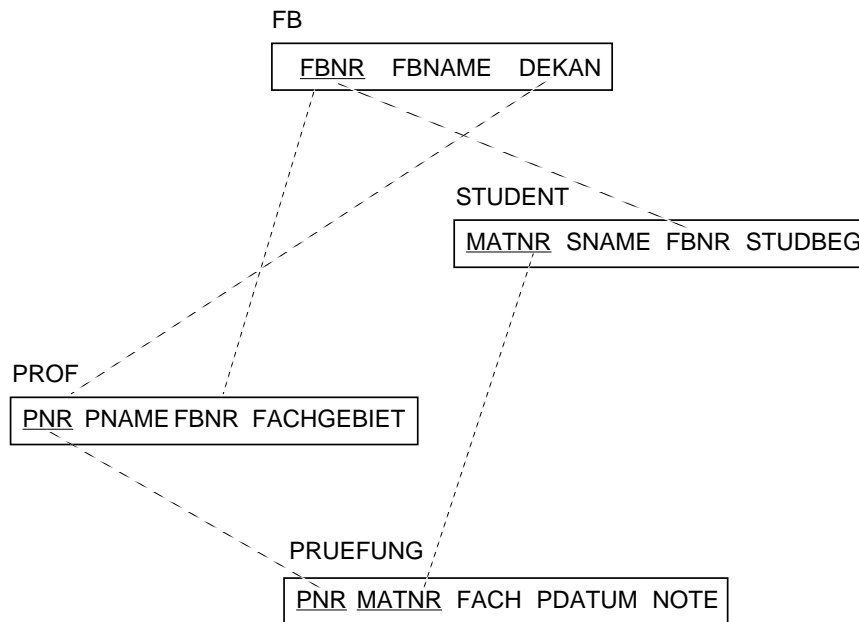 FB
FBNR FBNAME DEKAN
STUDENT
MATNR SNAME FBNR STUDBEG
PROF
PNR PNAME FBNR FACHGEBIET
PRUEFUNG
PNR MATNR FACH PDATUM NOTE